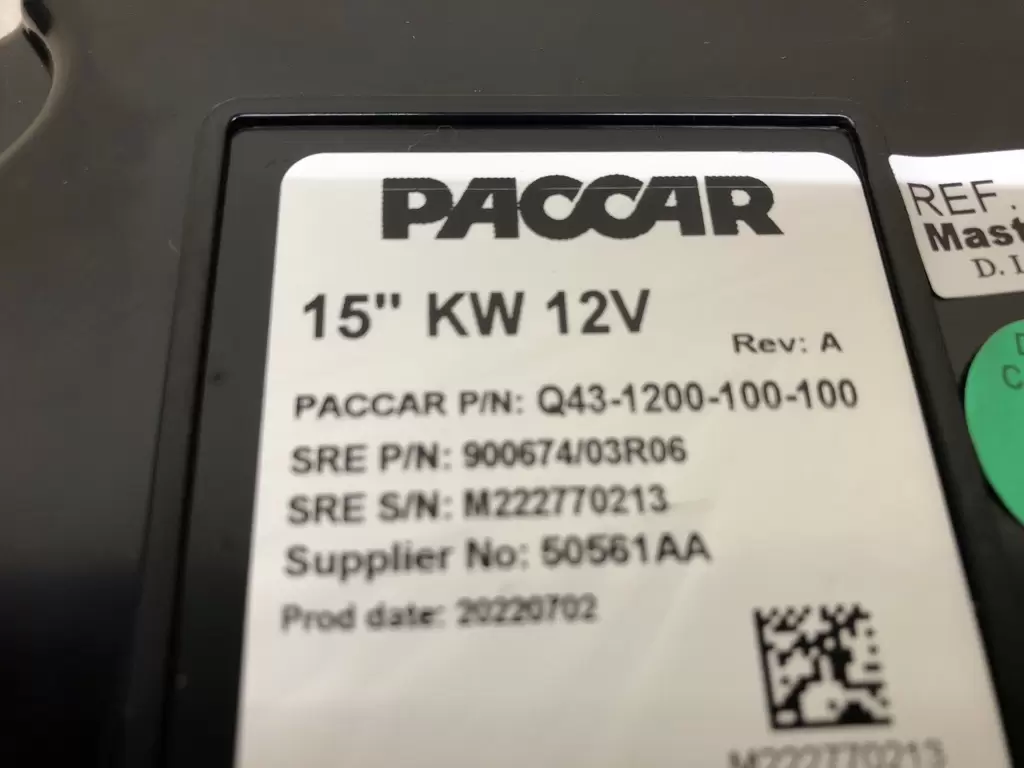 PACCAR
15" KW 12V
Rev: A
PACCAR P/N: Q43-1200-100-100
SRE P/N: 900674/03R06
SRE S/N: M222770213
Supplier No: 50561AA
Prod date: 20220702
M222770213
REF.
Mast
D. I